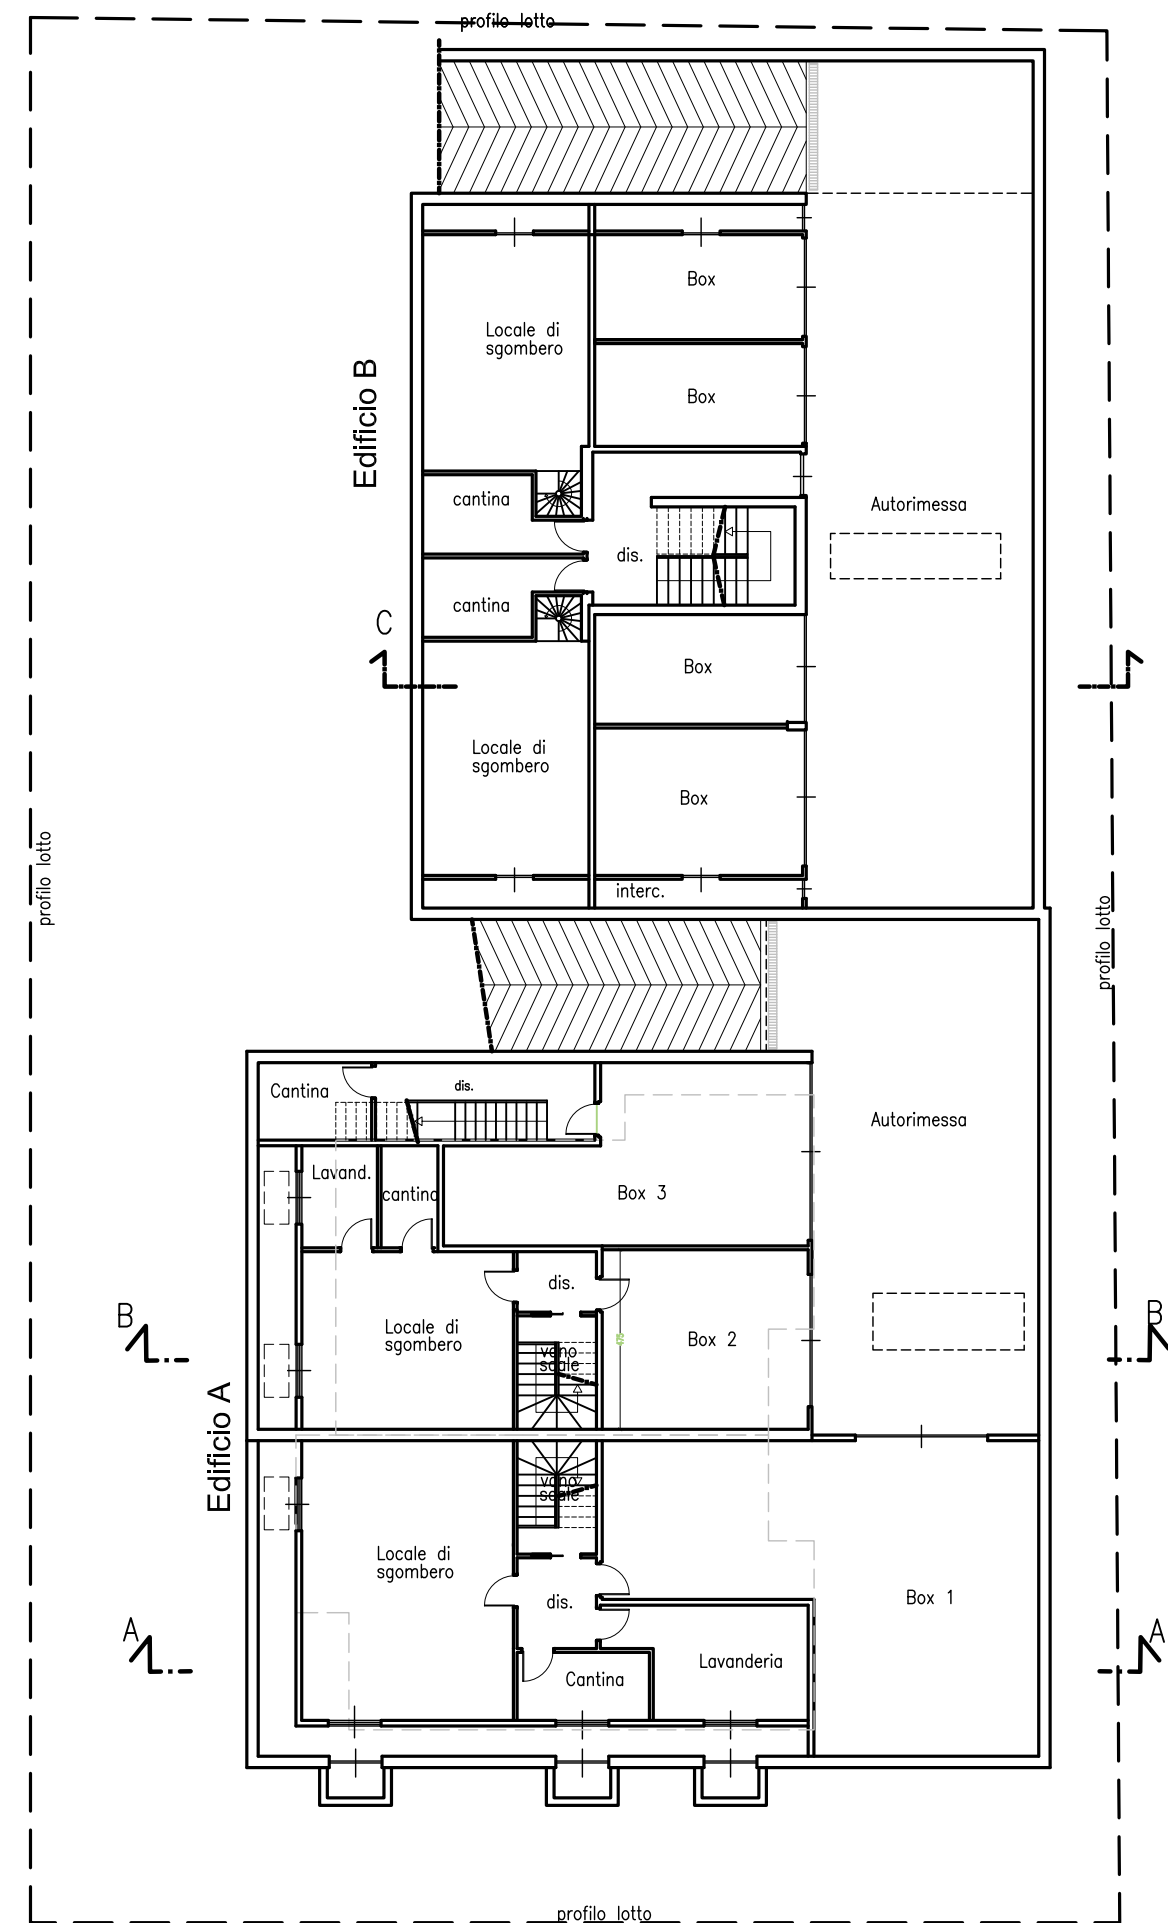 profilo lotto
Box
Locale di
sgombero
Edificio B
Box
cantina
Autorimessa
dis.
cantina
C
Box
Locale di
sgombero
Box
profilo lotto
interc.
profilo lotto
Cantina
dis.
Autorimessa
Lavand.
cantina
Box 3
dis.
B
B
Locale di
sgombero
475
Box 2
vano
scale
Edificio A
vano
scale
Locale di
sgombero
dis.
Box 1
A
A
Lavanderia
Cantina
profilo lotto